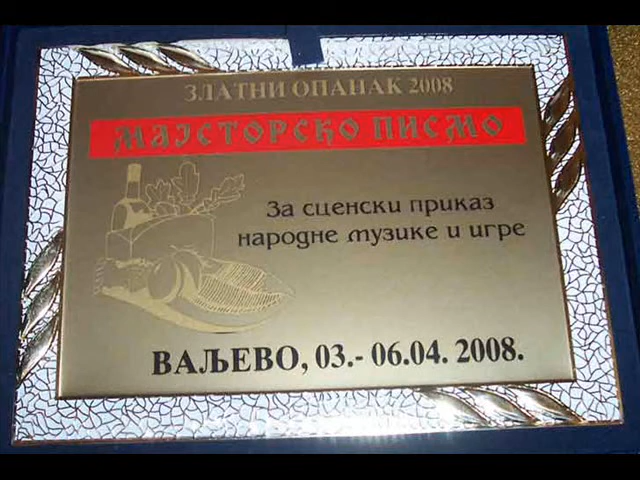 ЗЛАТНИ ОПАНАК 2008
МАЈСТОРСКО ПИСМО
За сценски приказ
народне музике и игре
ВАЉЕВО, 03.- 06.04. 2008.